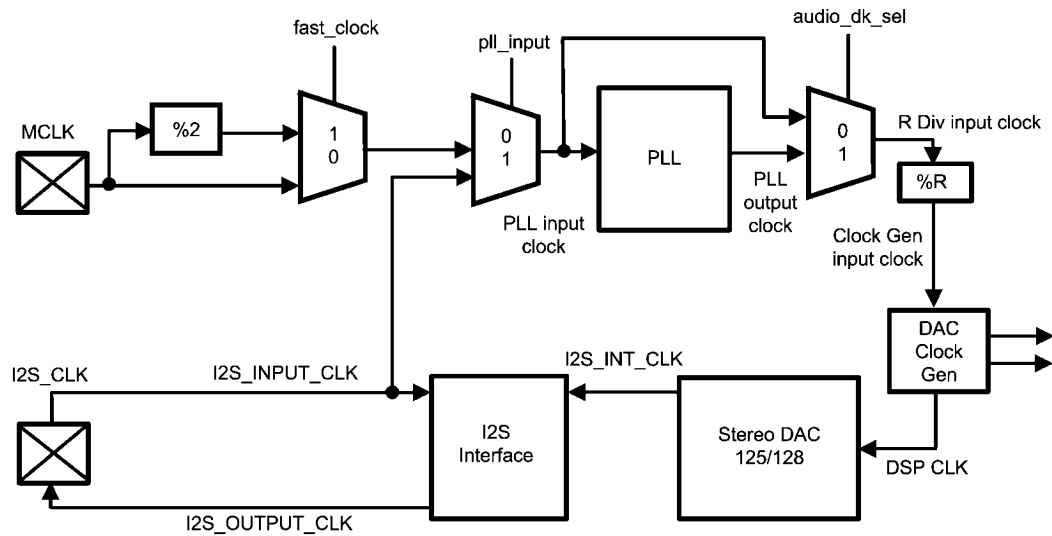 audio_dk_sel
fast_clock
pll_input
MCLK
%2
1
0
0
1
PLL
0
1
R Div input clock
%R
PLL input
clock
PLL
output
clock
Clock Gen
input clock
DAC
Clock
Gen
I2S_CLK
I2S_INPUT_CLK
I2S_INT_CLK
I2S
Interface
Stereo DAC
125/128
DSP CLK
I2S_OUTPUT_CLK